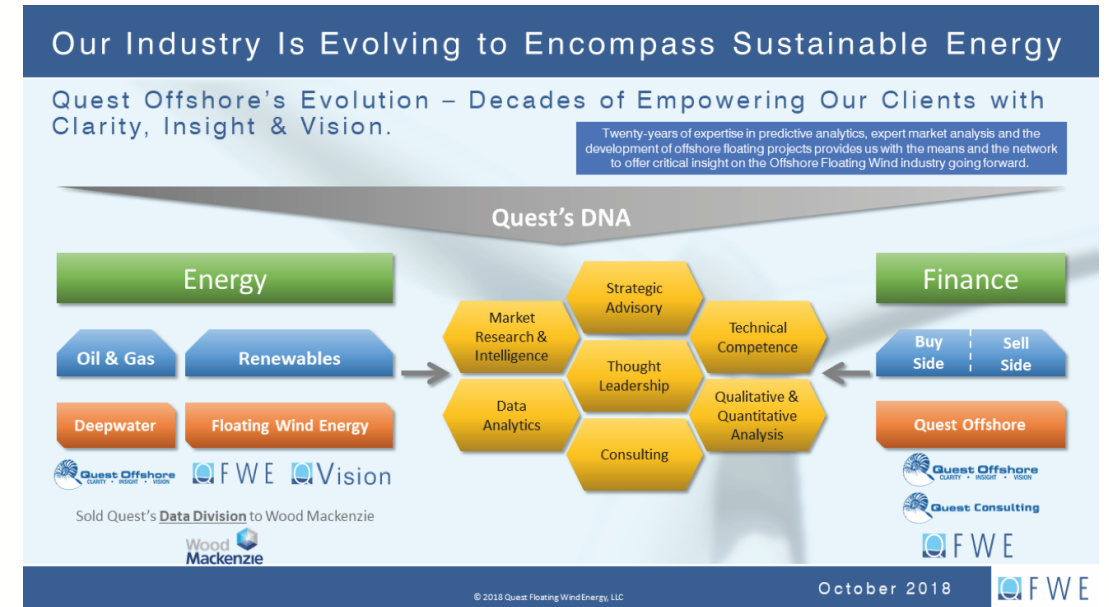 Our Industry Is Evolving to Encompass Sustainable Energy
Quest Offshore's Evolution – Decades of Empowering Our Clients with
Clarity, Insight & Vision.
Twenty-years of expertise in predictive analytics, expert market analysis and the
development of offshore floating projects provides us with the means and the network
to offer critical insight on the Offshore Floating Wind industry going forward.
Quest's DNA
Energy
Oil & Gas
Renewables
Deepwater
Floating Wind Energy
Quest Offshore
CLARITY • INSIGHT • VISION
FWE
Vision
Sold Quest's Data Division to Wood Mackenzie
Wood
Mackenzie
Strategic
Advisory
Market
Research &
Intelligence
Technical
Competence
Thought
Leadership
Data
Analytics
Qualitative &
Quantitative
Analysis
Consulting
Finance
Buy
Side
Sell
Side
Quest Offshore
Quest Offshore
CLARITY • INSIGHT • VISION
Quest Consulting
FWE
© 2018 Quest Floating Wind Energy, LLC
October 2018
FWE